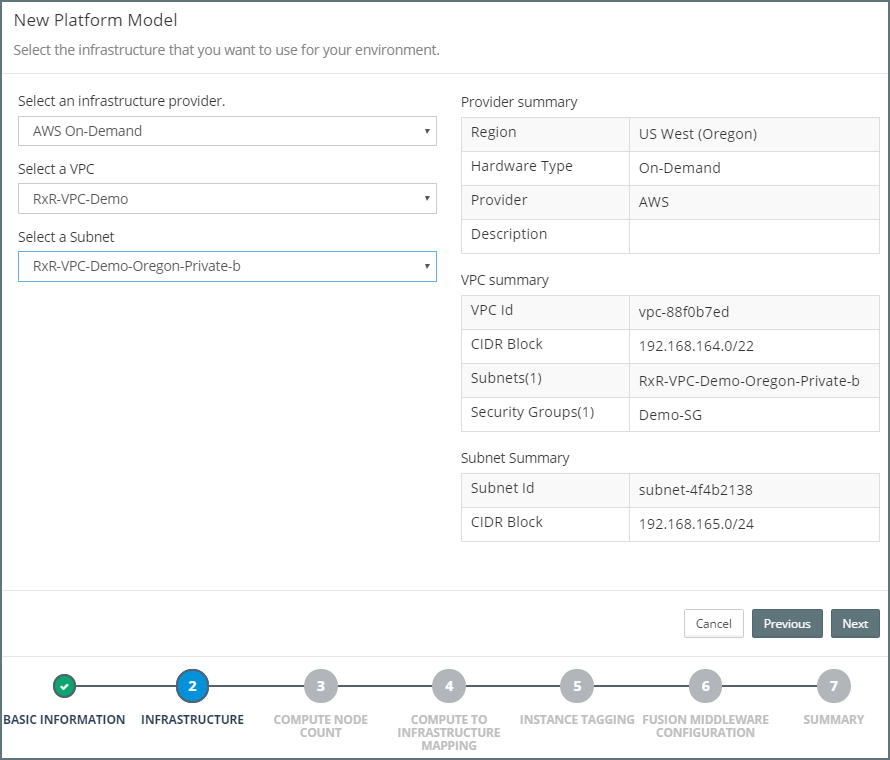 New Platform Model
Select the infrastructure that you want to use for your environment.
Select an infrastructure provider.
AWS On-Demand
Select a VPC
RxR-VPC-Demo
Select a Subnet
RxR-VPC-Demo-Oregon-Private-b
Provider summary
Region US West (Oregon)
Hardware Type On-Demand
Provider AWS
Description
VPC summary
VPC Id vpc-88f0b7ed
CIDR Block 192.168.164.0/22
Subnets(1) RxR-VPC-Demo-Oregon-Private-b
Security Groups(1) Demo-SG
Subnet Summary
Subnet Id subnet-4f4b2138
CIDR Block 192.168.165.0/24
Cancel Previous Next
2 3 4 5 6 7
BASIC INFORMATION
INFRASTRUCTURE
COMPUTE NODE
COUNT
COMPUTE TO
INFRASTRUCTURE
MAPPING
INSTANCE TAGGING
FUSION MIDDLEWARE
CONFIGURATION
SUMMARY